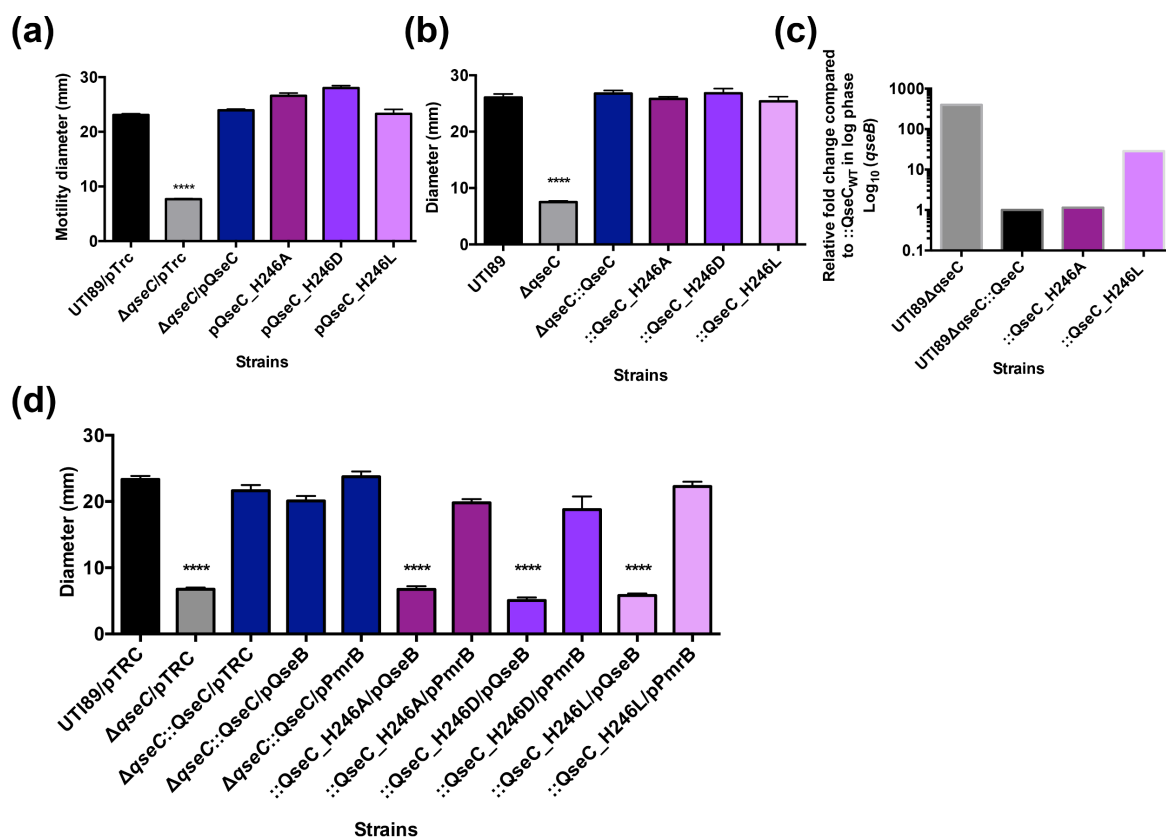 (a)
Motility diameter (mm)
30
20
10
0
****
UTI89/pTrc
ΔqseC/pTrc
ΔqseC/pQseC
pQseC_H246A
pQseC_H246D
pQseC_H246L
Strains
(b)
Diameter (mm)
30
20
10
0
****
UTI89
ΔqseC
ΔqseC::QseC
::QseC_H246A
::QseC_H246D
::QseC_H246L
Strains
(c)
Relative fold change compared
to ::QseCWT in log phase
Log10 (qseB)
1000
100
10
1
0.1
UTI89ΔqseC
UTI89ΔqseC::QseC
::QseC_H246A
::QseC_H246L
Strains
(d)
Diameter (mm)
30
20
10
0
****
****
****
****
UTI89/pTRC
ΔqseC/pTRC
ΔqseC::QseC/pTRC
ΔqseC::QseC/pQseB
ΔqseC::QseC/pPmrB
::QseC_H246A/pQseB
::QseC_H246A/pPmrB
::QseC_H246D/pQseB
::QseC_H246D/pPmrB
::QseC_H246L/pQseB
::QseC_H246L/pPmrB
Strains